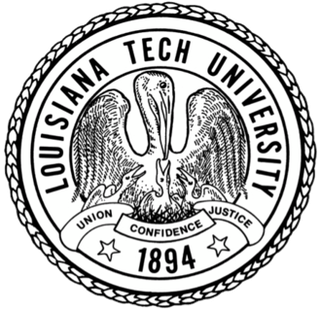 LOUISIANA TECH UNIVERSITY
UNION CONFIDENCE JUSTICE
1894